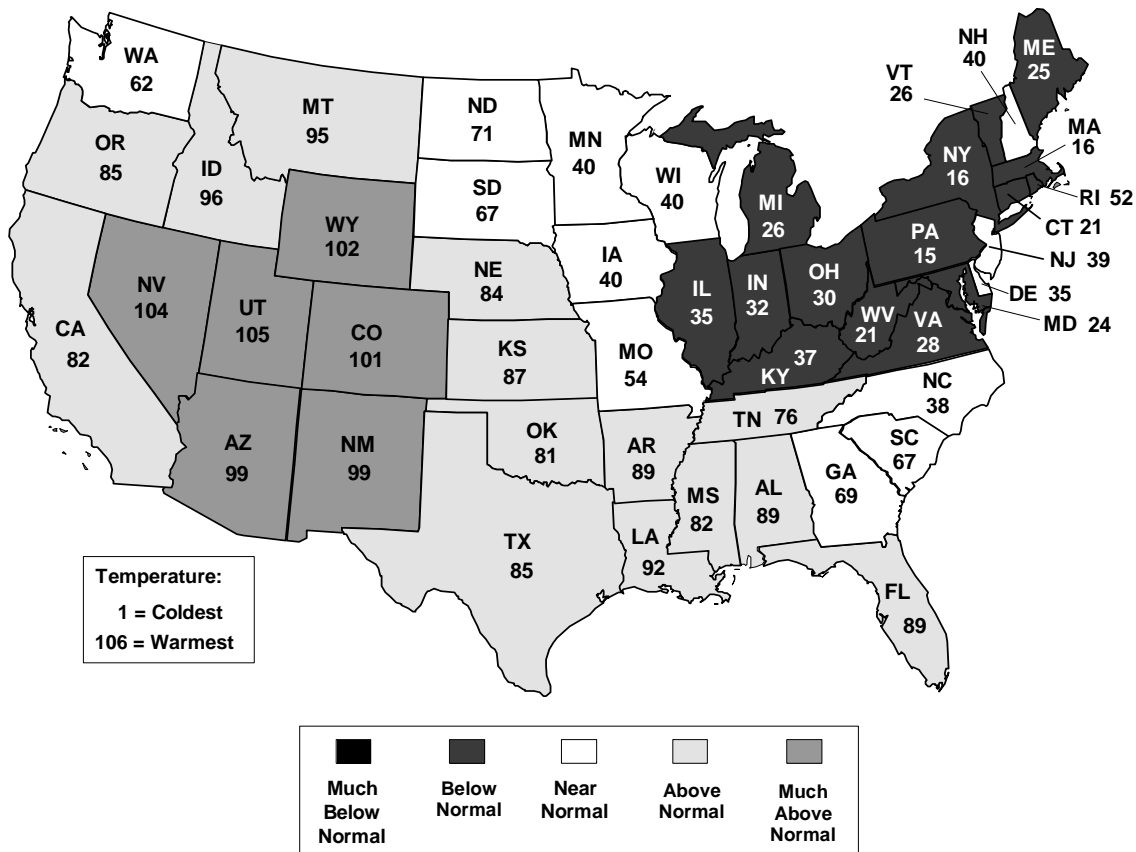 WA
62
OR
85
ID
96
MT
95
ND
71
SD
67
MN
40
WI
40
MI
26
NY
16
VT
26
NH
40
ME
25
MA
16
RI 52
CT 21
NJ 39
DE 35
MD 24
PA
15
WY
102
NV
104
UT
105
CO
101
CA
82
NE
84
KS
87
IA
40
MO
54
IL
35
IN
32
OH
30
WV
21
VA
28
37
KY
NC
38
TN 76
SC
67
GA
69
AZ
99
NM
99
OK
81
AR
89
MS
82
AL
89
TX
85
LA
92
FL
89
Temperature:
1 = Coldest
106 = Warmest
Much
Below
Normal
Below
Normal
Near
Normal
Above
Normal
Much
Above
Normal